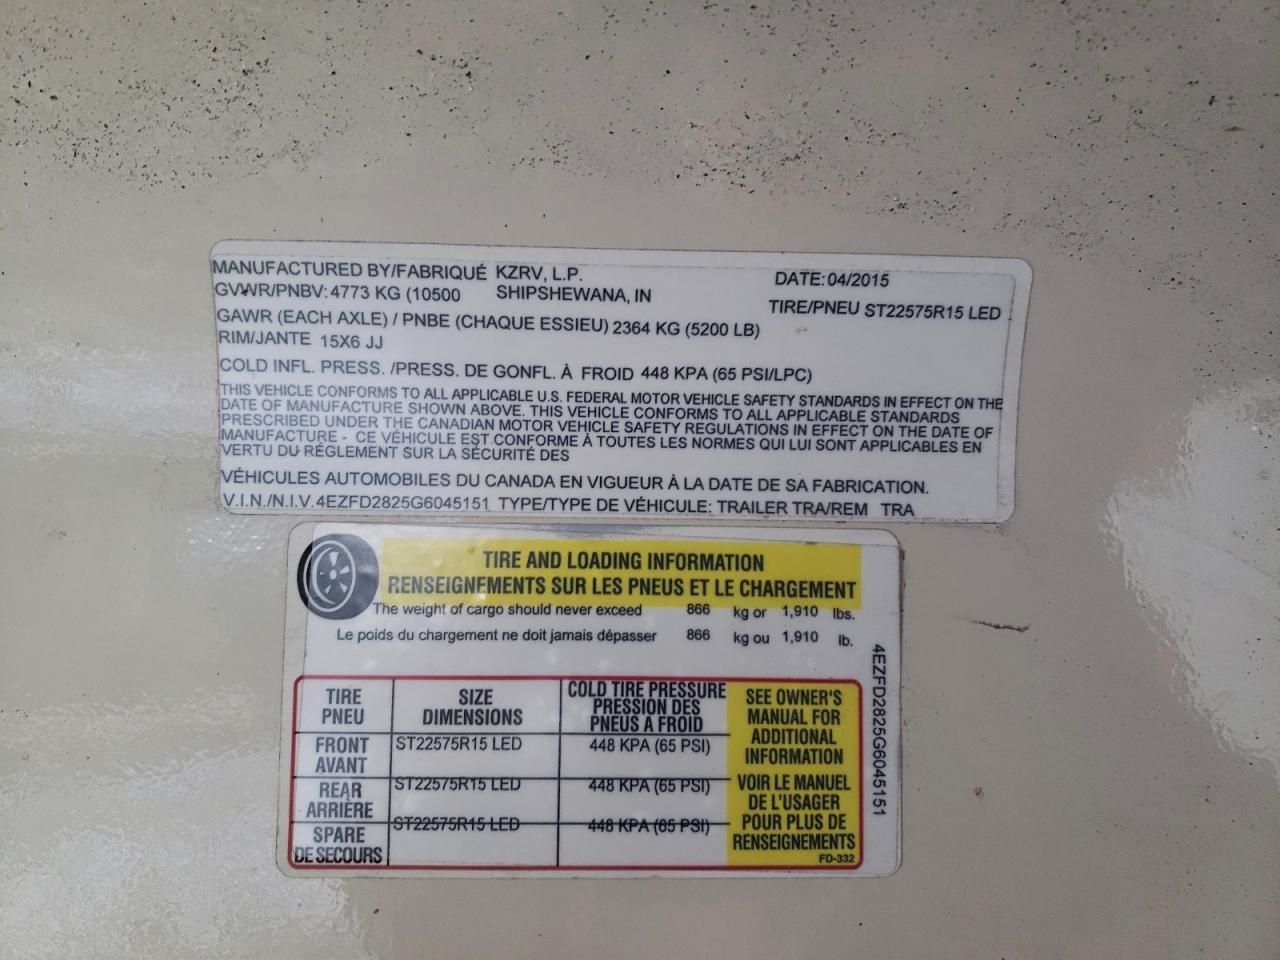 MANUFACTURED BY/FABRIQUÉ KZRV, L.P. DATE: 04/2015
GVWR/PNBV: 4773 KG (10500 SHIPSHEWANA, IN TIRE/PNEU ST22575R15 LED
GAWR (EACH AXLE) / PNBE (CHAQUE ESSIEU) 2364 KG (5200 LB)
RIM/JANTE 15X6 JJ
COLD INFL. PRESS. /PRESS. DE GONFL. À FROID 448 KPA (65 PSI/LPC)
THIS VEHICLE CONFORMS TO ALL APPLICABLE U.S. FEDERAL MOTOR VEHICLE SAFETY STANDARDS IN EFFECT ON THE
DATE OF MANUFACTURE SHOWN ABOVE. THIS VEHICLE CONFORMS TO ALL APPLICABLE STANDARDS
PRESCRIBED UNDER THE CANADIAN MOTOR VEHICLE SAFETY REGULATIONS IN EFFECT ON THE DATE OF
MANUFACTURE - CE VÉHICULE EST CONFORME À TOUTES LES NORMES QUI LUI SONT APPLICABLES EN
VERTU DU RÉGLEMENT SUR LA SÉCURITÉ DES
VÉHICULES AUTOMOBILES DU CANADA EN VIGUEUR À LA DATE DE SA FABRICATION.
V.I.N./N.I.V. 4EZFD2825G6045151 TYPE/TYPE DE VÉHICULE: TRAILER TRA/REM TRA
TIRE AND LOADING INFORMATION
RENSEIGNEMENTS SUR LES PNEUS ET LE CHARGEMENT
The weight of cargo should never exceed 866 kg or 1,910 lbs.
Le poids du chargement ne doit jamais dépasser 866 kg ou 1,910 lb.
TIRE
PNEU
SIZE
DIMENSIONS
COLD TIRE PRESSURE
PRESSION DES
PNEUS A FROID
FRONT
AVANT
ST22575R15 LED
448 KPA (65 PSI)
REAR
ARRIÈRE
ST22575R15 LED
448 KPA (65 PSI)
SPARE
DE SECOURS
ST22575R15 LED
448 KPA (65 PSI)
SEE OWNER'S
MANUAL FOR
ADDITIONAL
INFORMATION
VOIR LE MANUEL
DE L'USAGER
POUR PLUS DE
RENSEIGNEMENTS
FD-332
4EZFD2825G6045151